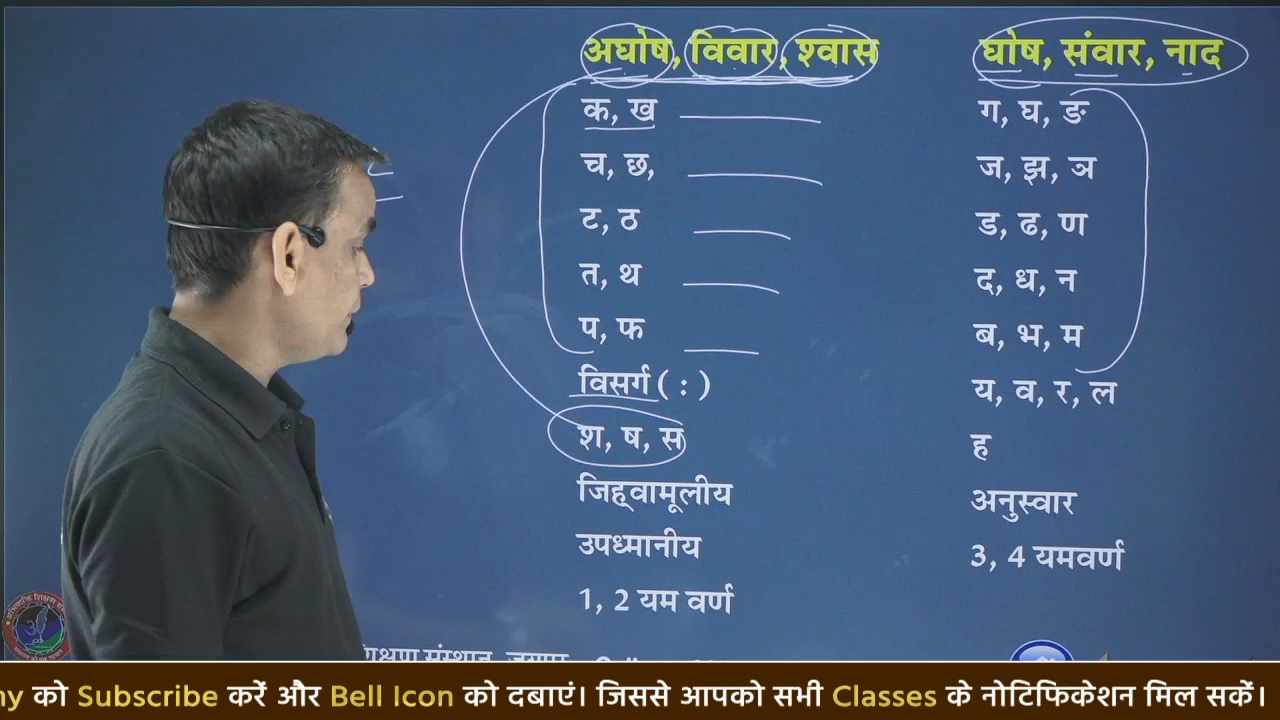 अघोष, विवार, श्वास
क, ख
च, छ,
ट, ठ
त, थ
प, फ
विसर्ग ( : )
श, ष, स
जिह्वामूलीय
उपध्मानीय
1, 2 यम वर्ण
घोष, संवार, नाद
ग, घ, ङ
ज, झ, ञ
ड, ढ, ण
द, ध, न
ब, भ, म
य, व, र, ल
ह
अनुस्वार
3, 4 यमवर्ण
को Subscribe करें और Bell Icon को दबाएं। जिससे आपको सभी Classes के नोटिफिकेशन मिल सकें।